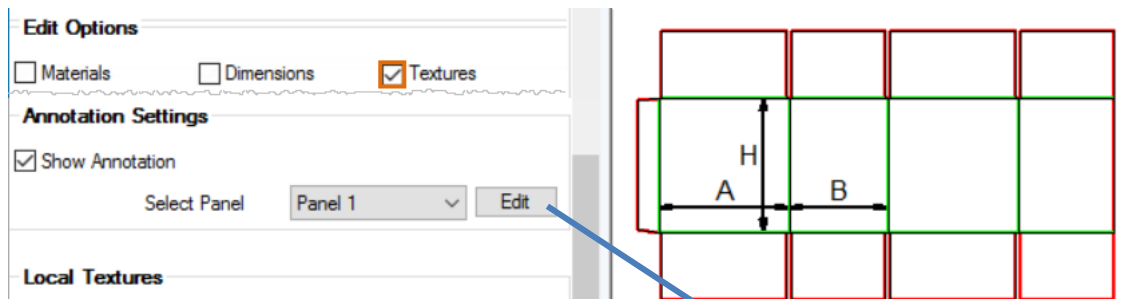 Edit Options
Materials Dimensions Textures
Annotation Settings
Show Annotation
Select Panel Panel 1 Edit
Local Textures
H
A B